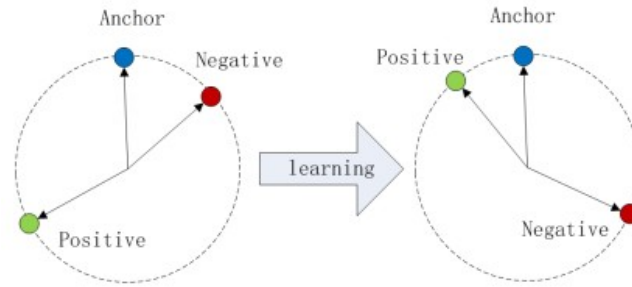 Anchor
Negative
Positive
learning
Anchor
Positive
Negative